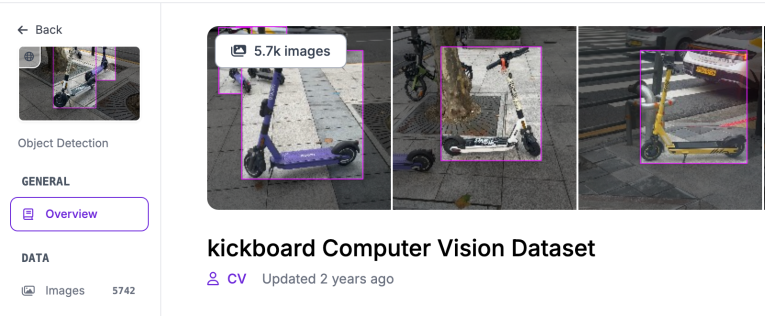 Back
Object Detection
GENERAL
Overview
DATA
Images 5742
5.7k images
kickboard Computer Vision Dataset
CV Updated 2 years ago